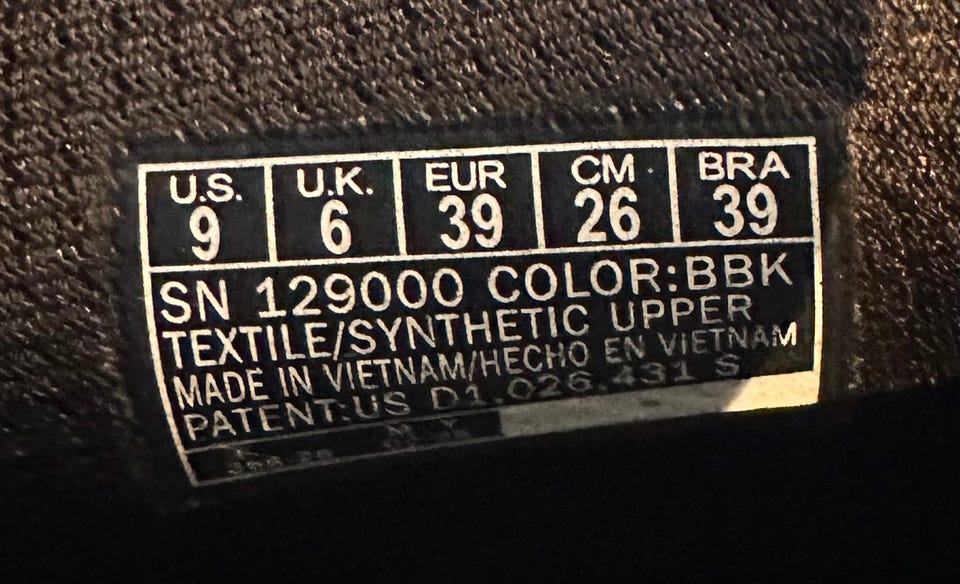 U.S. U.K. EUR CM BRA
9 6 39 26 39
SN 129000 COLOR:BBK
TEXTILE/SYNTHETIC UPPER
MADE IN VIETNAM/HECHO EN VIETNAM
PATENT:US D1,026,431 S